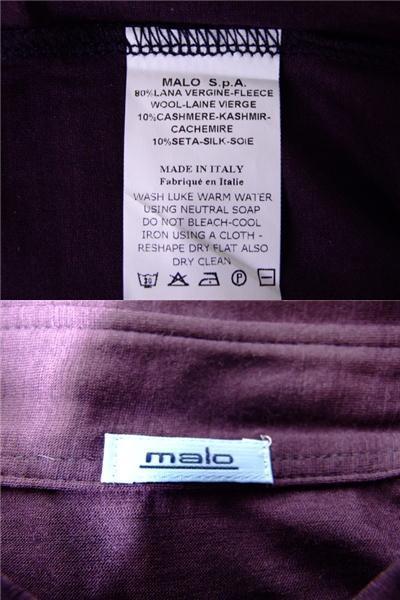 MALO S.p.A.
80%LANA VERGINE-FLEECE
WOOL-LAINE VIERGE
10%CASHMERE-KASHMIR-
CACHEMIRE
10%SETA-SILK-SOIE
MADE IN ITALY
Fabriqué en Italie
WASH LUKE WARM WATER
USING NEUTRAL SOAP
DO NOT BLEACH-COOL
IRON USING A CLOTH -
RESHAPE DRY FLAT ALSO
DRY CLEAN
30 P
malo